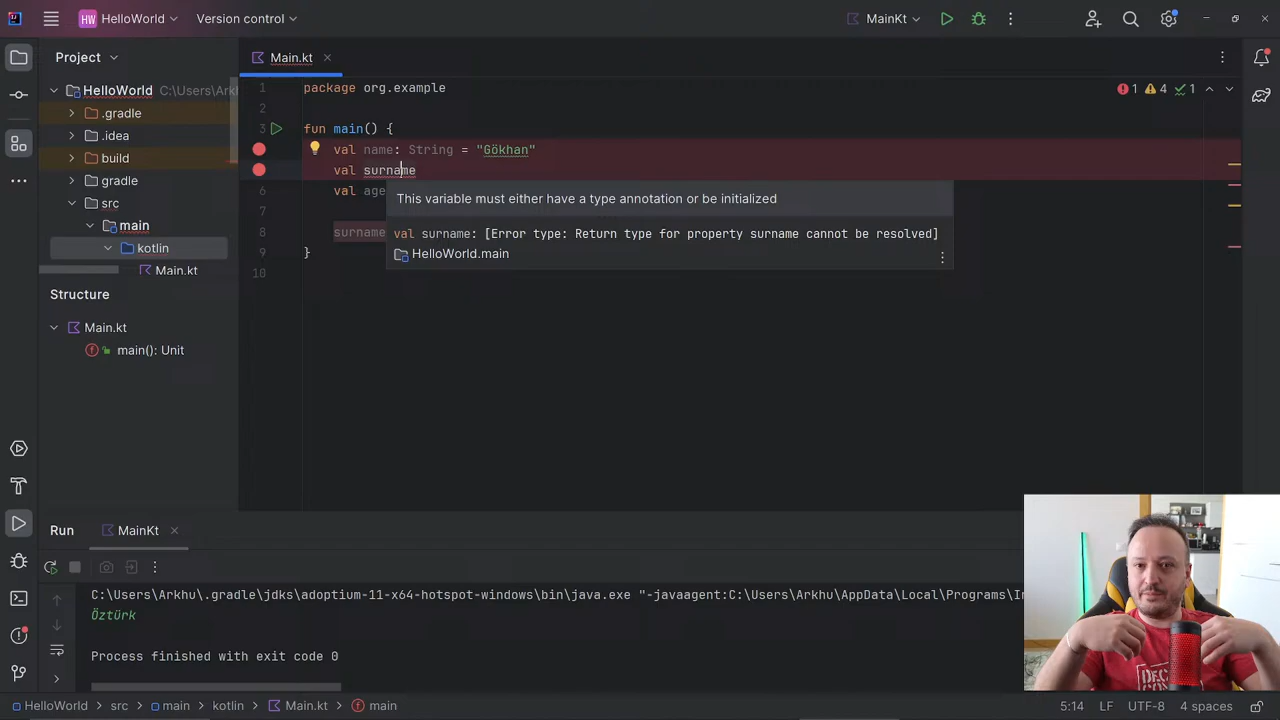 HW HelloWorld Version control MainKt
Project
Main.kt
HelloWorld C:\Users\Ark
.gradle
.idea
build
gradle
src
main
kotlin
Main.kt
1 package org.example
2
3 fun main() {
val name: String = "Gökhan"
val surname
6 val age
7
8 surname
9 }
10
1 4 1
This variable must either have a type annotation or be initialized
val surname: [Error type: Return type for property surname cannot be resolved]
HelloWorld.main
Structure
Main.kt
main(): Unit
Run MainKt
C:\Users\Arkhu\.gradle\jdks\adoptium-11-x64-hotspot-windows\bin\java.exe "-javaagent:C:\Users\Arkhu\AppData\Local\Programs\In
Öztürk
Process finished with exit code 0
HelloWorld src main kotlin Main.kt main 5:14 LF UTF-8 4 spaces